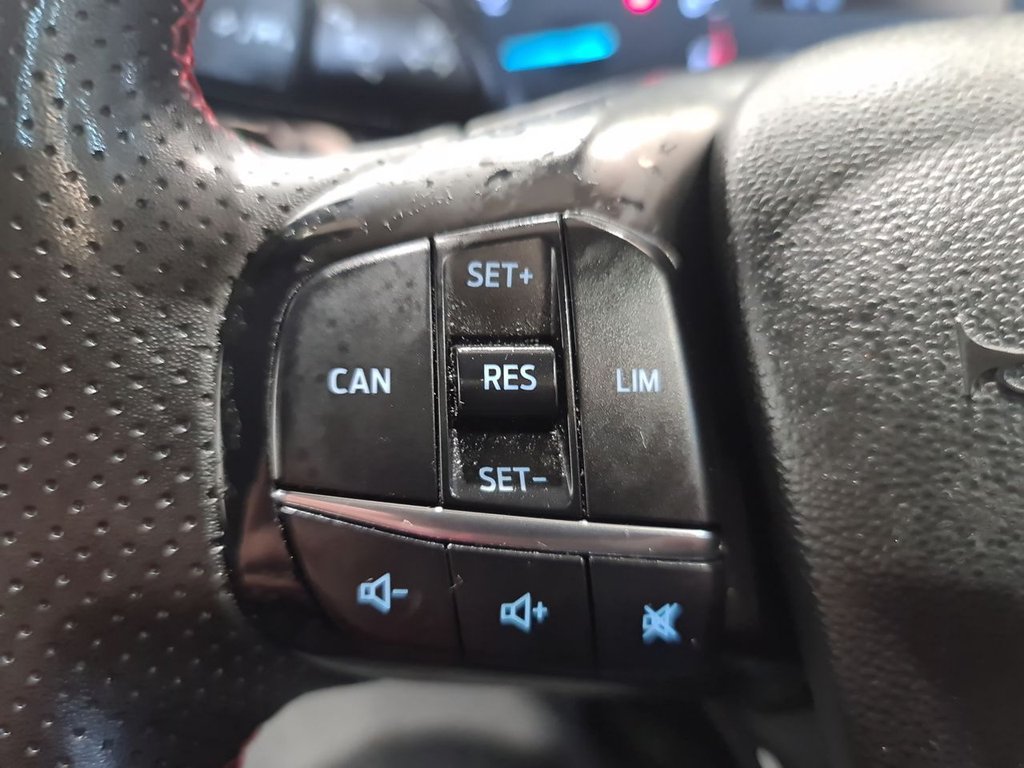 SET+
CAN
RES
LIM
SET-